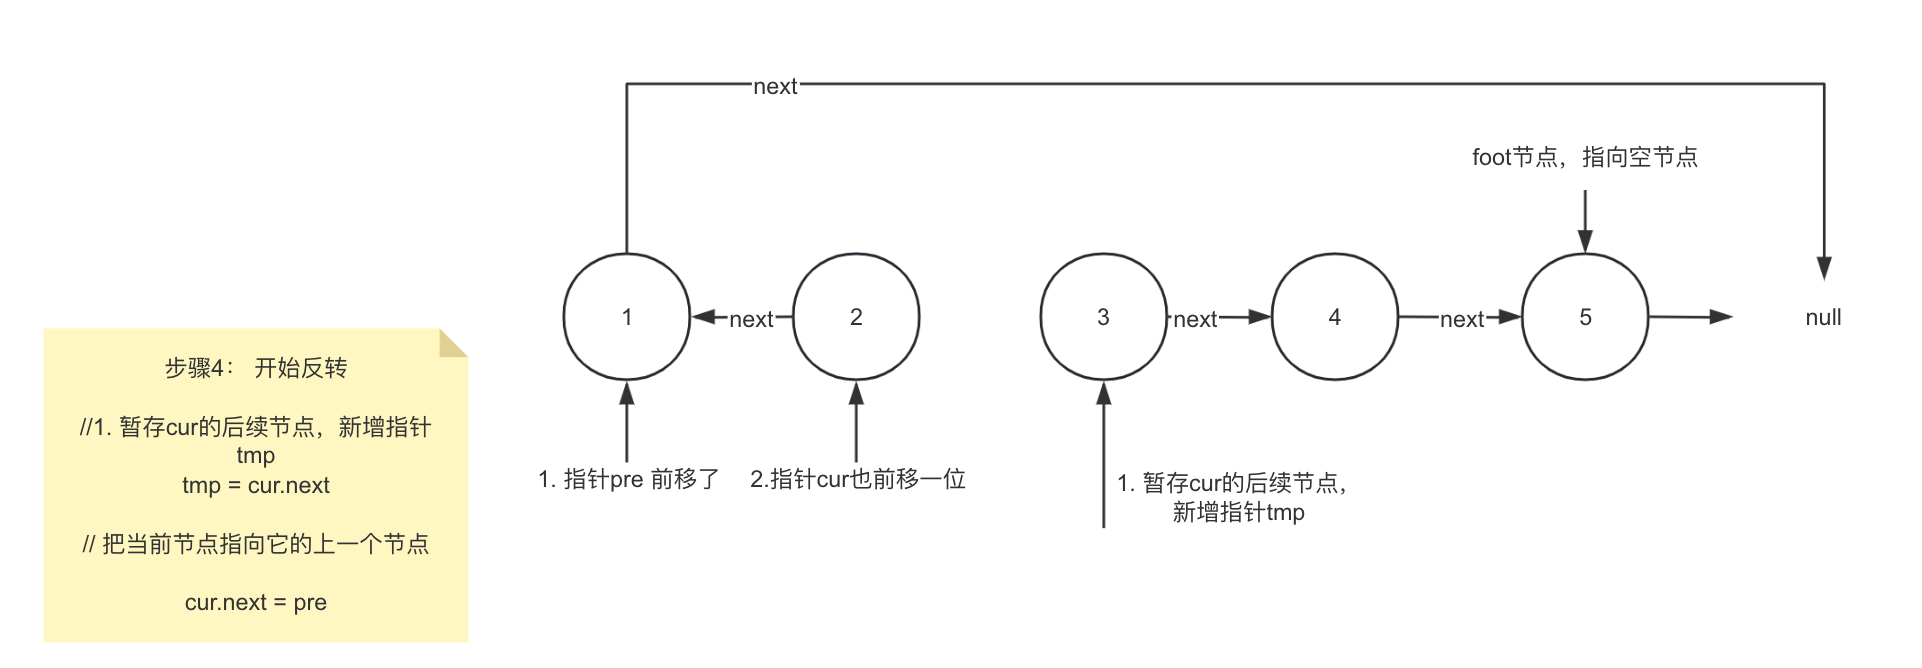 next
foot节点，指向空节点
1
next
2
3
next
4
next
5
null
步骤4： 开始反转
//1. 暂存cur的后续节点，新增指针
tmp
tmp = cur.next
// 把当前节点指向它的上一个节点
cur.next = pre
1. 指针pre 前移了
2.指针cur也前移一位
1. 暂存cur的后续节点，
新增指针tmp